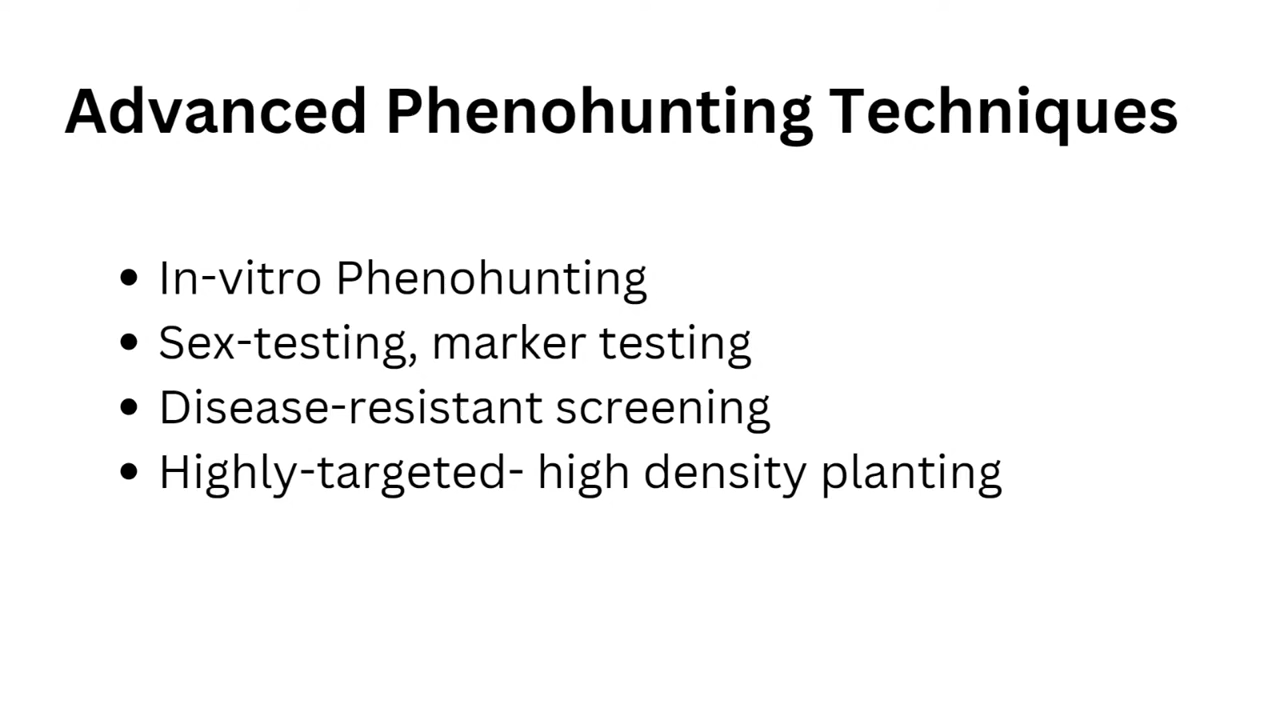 Advanced Phenohunting Techniques
• In-vitro Phenohunting
• Sex-testing, marker testing
• Disease-resistant screening
• Highly-targeted- high density planting